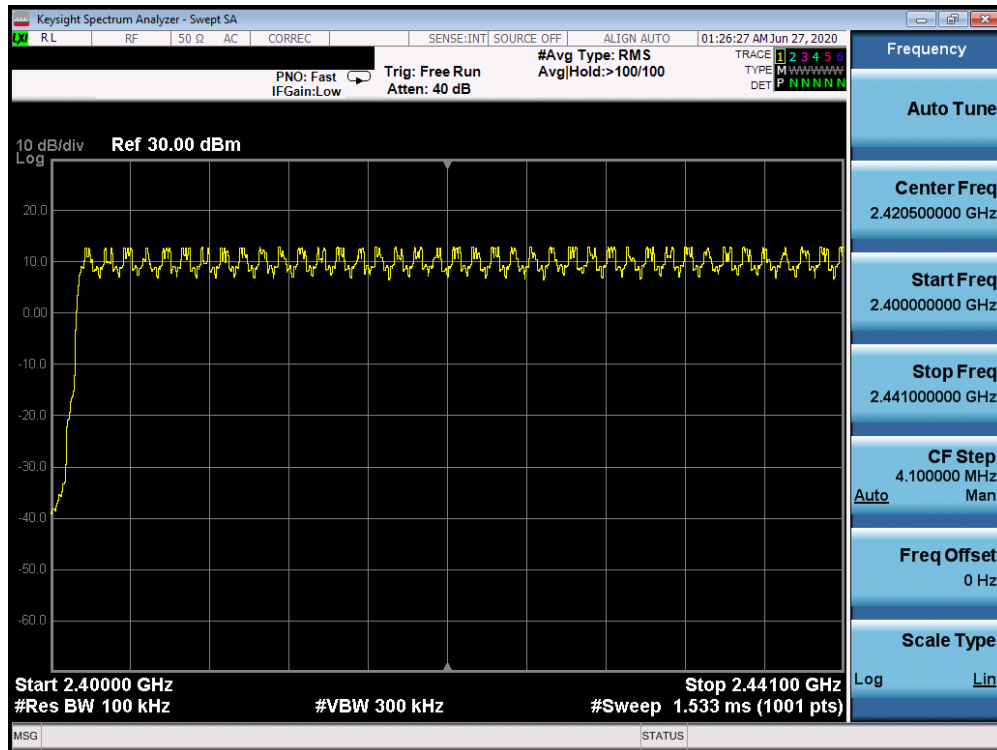 Keysight Spectrum Analyzer - Swept SA
LXI RL RF 50 Ω AC CORREC SENSE:INT SOURCE OFF ALIGN AUTO 01:26:27 AM Jun 27, 2020
#Avg Type: RMS
TRACE 1 2 3 4 5 6
PNO: Fast
Trig: Free Run
Avg|Hold:>100/100
TYPE M WWWWW
IFGain:Low
Atten: 40 dB
DET P N N N N N
10 dB/div
Ref 30.00 dBm
Log
20.0
10.0
0.00
-10.0
-20.0
-30.0
-40.0
-50.0
-60.0
Start 2.40000 GHz
Stop 2.44100 GHz
#Res BW 100 kHz
#VBW 300 kHz
#Sweep 1.533 ms (1001 pts)
MSG
STATUS
Frequency
Auto Tune
Center Freq
2.420500000 GHz
Start Freq
2.400000000 GHz
Stop Freq
2.441000000 GHz
CF Step
4.100000 MHz
Auto Man
Freq Offset
0 Hz
Scale Type
Log Lin